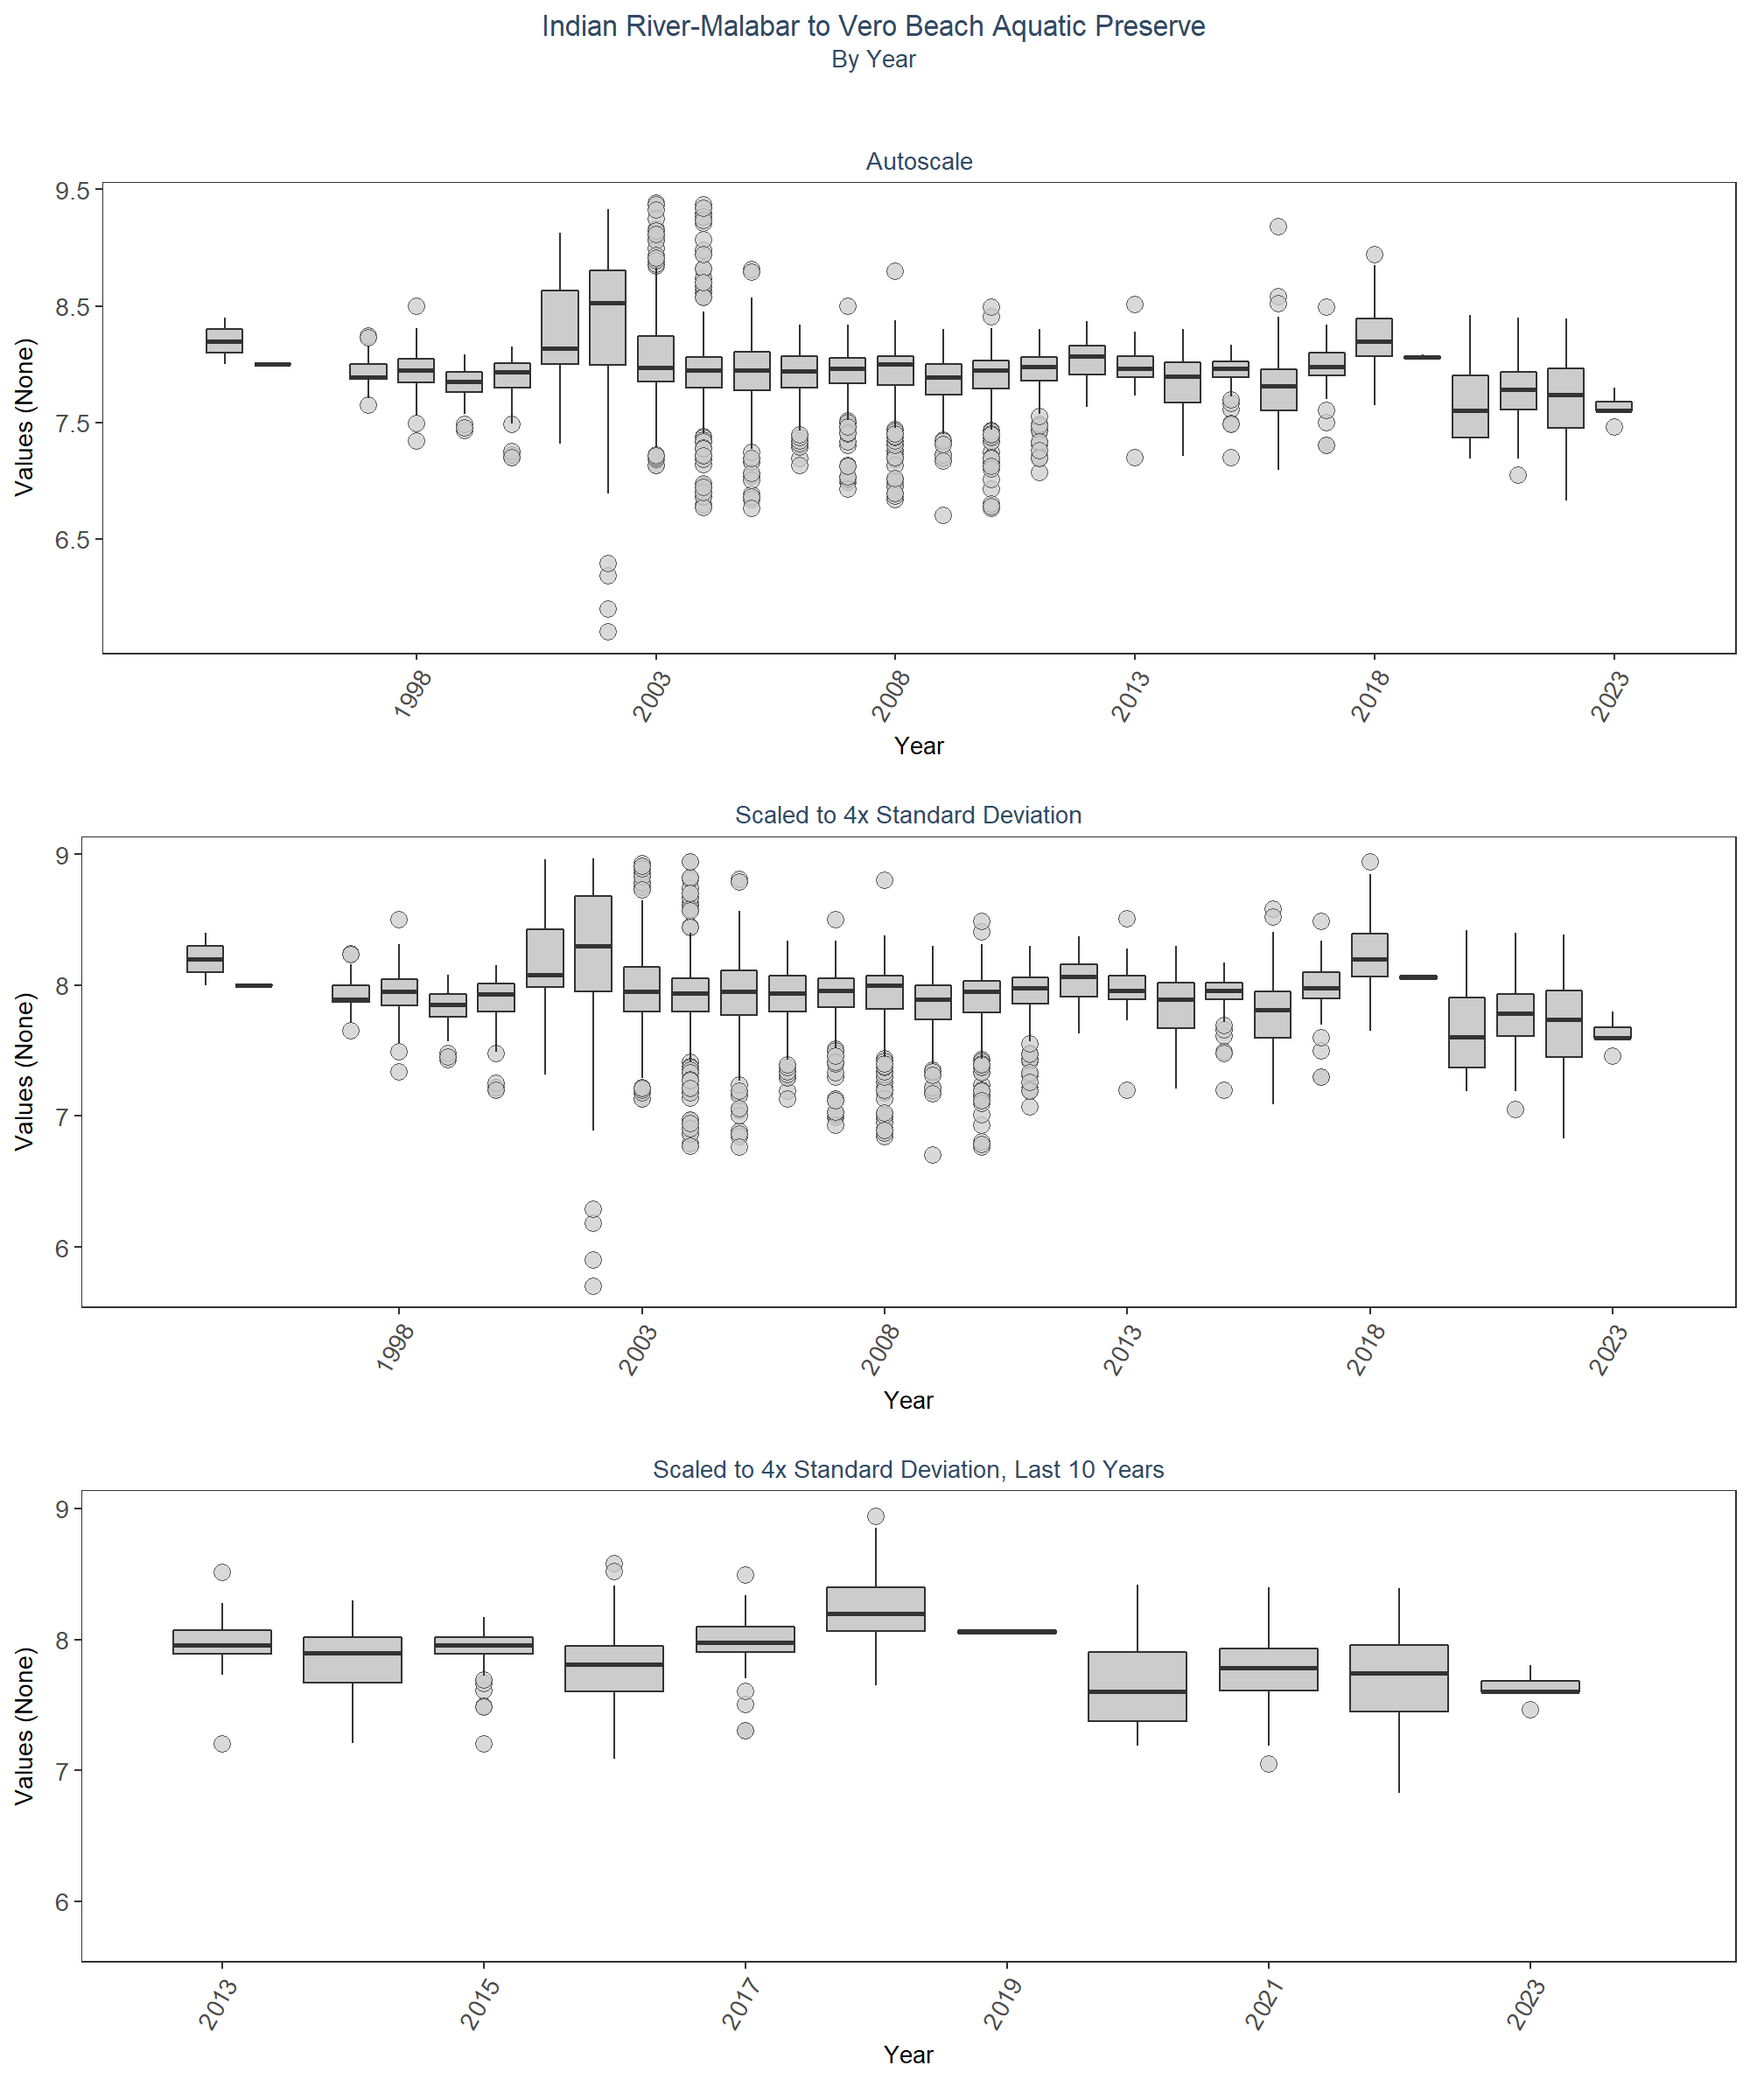 Indian River-Malabar to Vero Beach Aquatic Preserve
By Year
Autoscale
Values (None)
9.5
8.5
7.5
6.5
1998 2003 2008 2013 2018 2023
Year
Scaled to 4x Standard Deviation
Values (None)
9
8
7
6
1998 2003 2008 2013 2018 2023
Year
Scaled to 4x Standard Deviation, Last 10 Years
Values (None)
9
8
7
6
2013 2015 2017 2019 2021 2023
Year